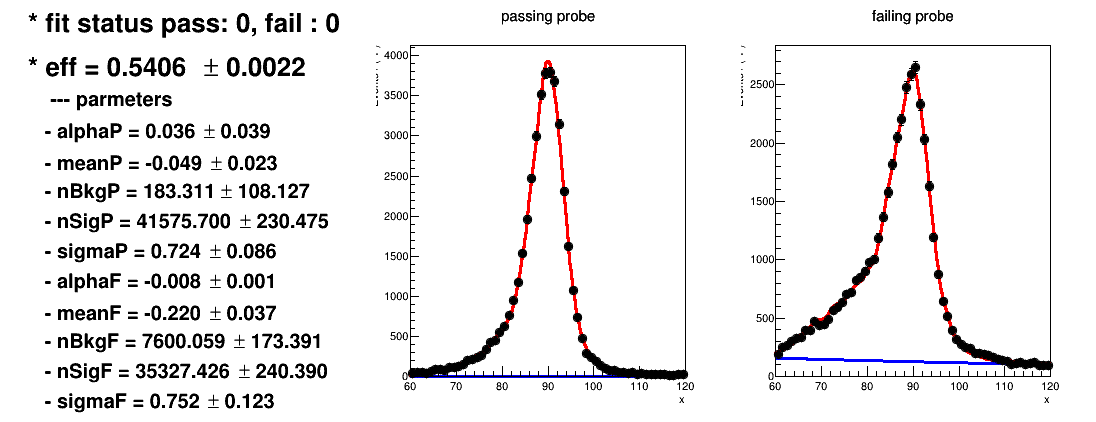 * fit status pass: 0, fail : 0
* eff = 0.5406 ± 0.0022
--- parmeters
- alphaP = 0.036 ± 0.039
- meanP = -0.049 ± 0.023
- nBkgP = 183.311 ± 108.127
- nSigP = 41575.700 ± 230.475
- sigmaP = 0.724 ± 0.086
- alphaF = -0.008 ± 0.001
- meanF = -0.220 ± 0.037
- nBkgF = 7600.059 ± 173.391
- nSigF = 35327.426 ± 240.390
- sigmaF = 0.752 ± 0.123
passing probe
4000
3500
3000
2500
2000
1500
1000
500
0
60 70 80 90 100 110 120
x
failing probe
2500
2000
1500
1000
500
0
60 70 80 90 100 110 120
x